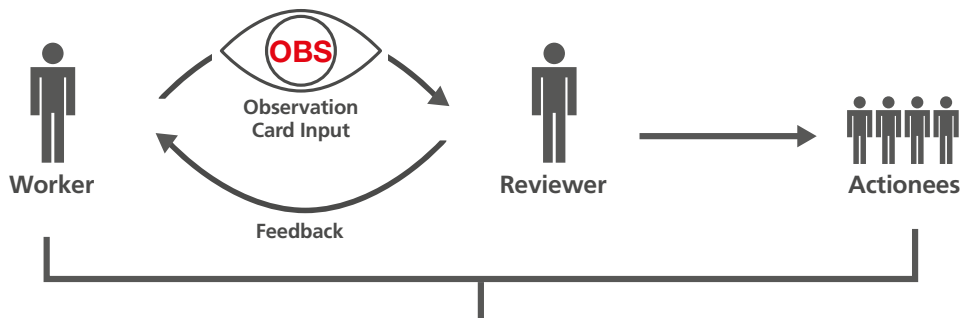 OBS
Observation
Card Input
Worker
Reviewer
Actionees
Feedback